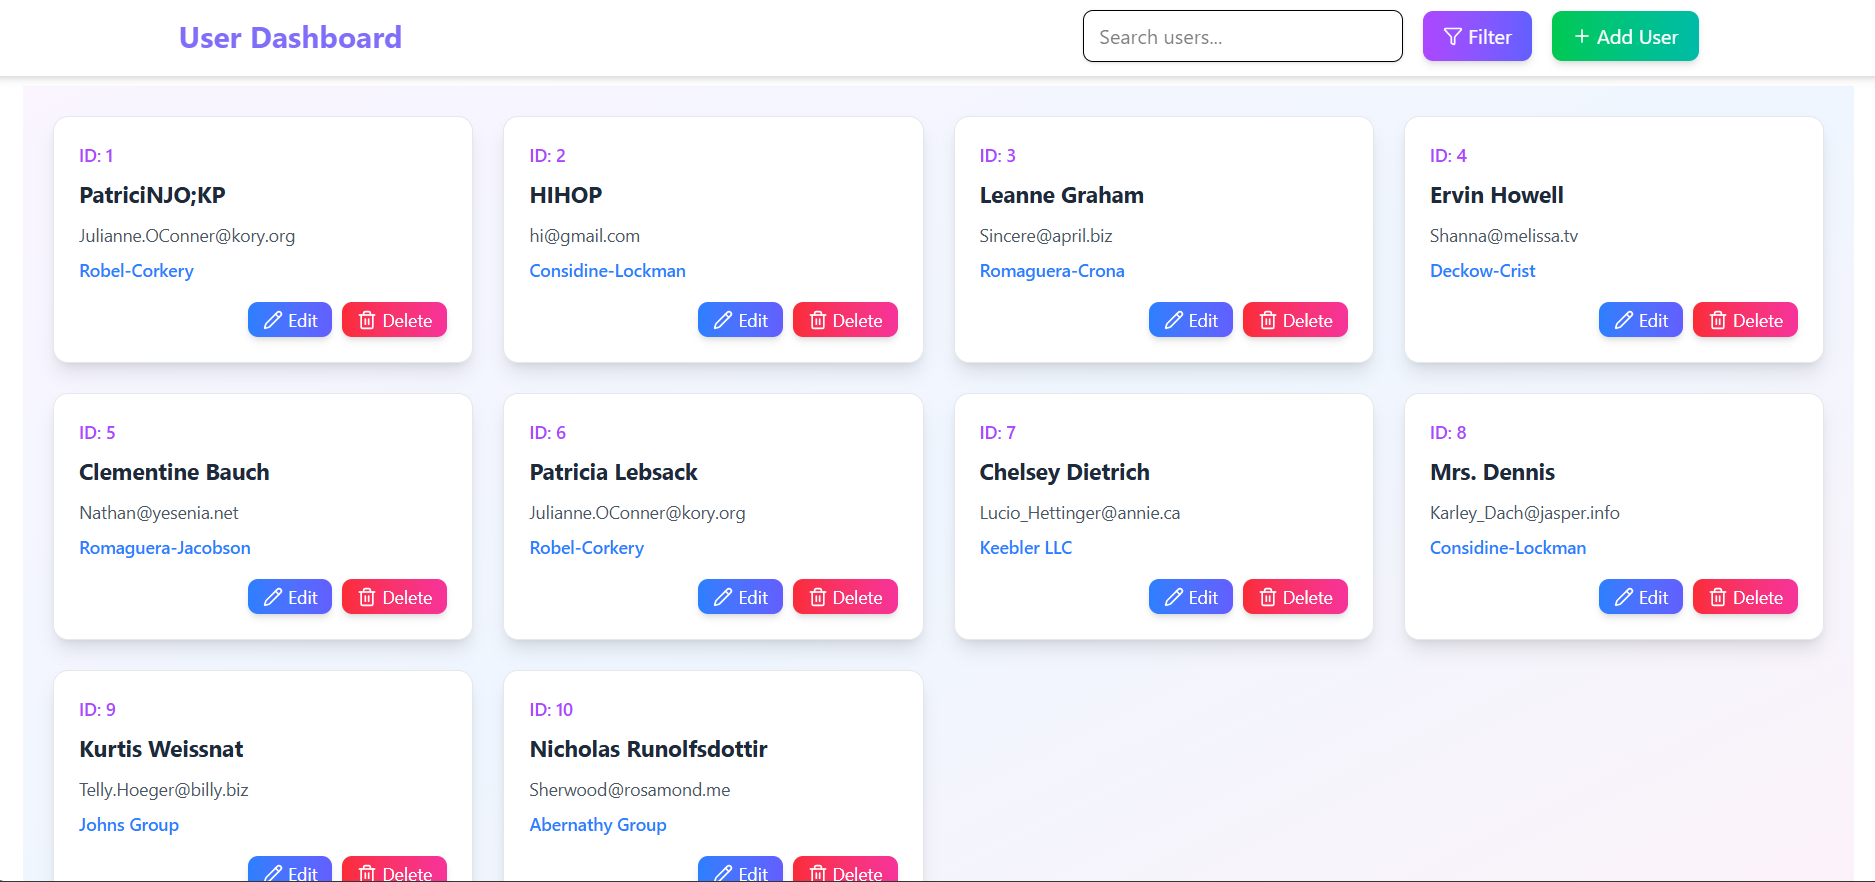 User Dashboard
Search users...
Filter
+ Add User
ID: 1
PatriciNJO;KP
Julianne.OConner@kory.org
Robel-Corkery
Edit Delete
ID: 2
HIHOP
hi@gmail.com
Considine-Lockman
Edit Delete
ID: 3
Leanne Graham
Sincere@april.biz
Romaguera-Crona
Edit Delete
ID: 4
Ervin Howell
Shanna@melissa.tv
Deckow-Crist
Edit Delete
ID: 5
Clementine Bauch
Nathan@yesenia.net
Romaguera-Jacobson
Edit Delete
ID: 6
Patricia Lebsack
Julianne.OConner@kory.org
Robel-Corkery
Edit Delete
ID: 7
Chelsey Dietrich
Lucio_Hettinger@annie.ca
Keebler LLC
Edit Delete
ID: 8
Mrs. Dennis
Karley_Dach@jasper.info
Considine-Lockman
Edit Delete
ID: 9
Kurtis Weissnat
Telly.Hoeger@billy.biz
Johns Group
Edit Delete
ID: 10
Nicholas Runolfsdottir
Sherwood@rosamond.me
Abernathy Group
Edit Delete